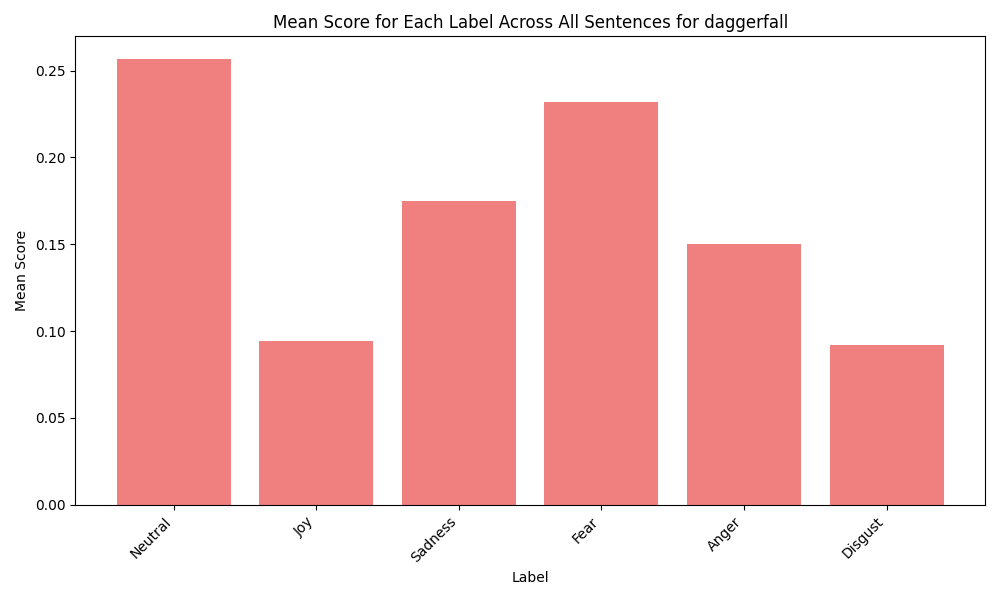 Mean Score for Each Label Across All Sentences for daggerfall
Mean Score
0.25
0.20
0.15
0.10
0.05
0.00
Neutral
Joy
Sadness
Fear
Anger
Disgust
Label